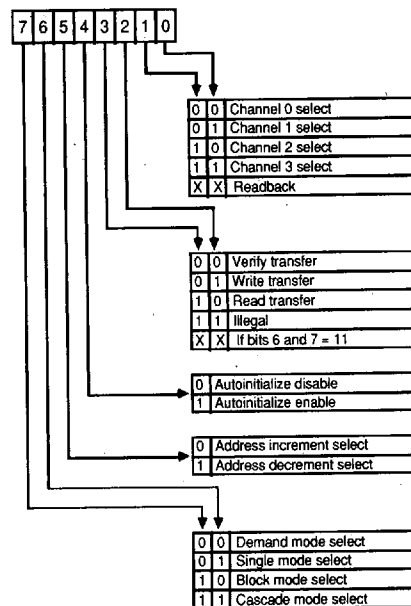 7 6 5 4 3 2 1 0
0 0 Channel 0 select
0 1 Channel 1 select
1 0 Channel 2 select
1 1 Channel 3 select
X X Readback
0 0 Verify transfer
0 1 Write transfer
1 0 Read transfer
1 1 Illegal
X X If bits 6 and 7 = 11
0 Autoinitialize disable
1 Autoinitialize enable
0 Address increment select
1 Address decrement select
0 0 Demand mode select
0 1 Single mode select
1 0 Block mode select
1 1 Cascade mode select